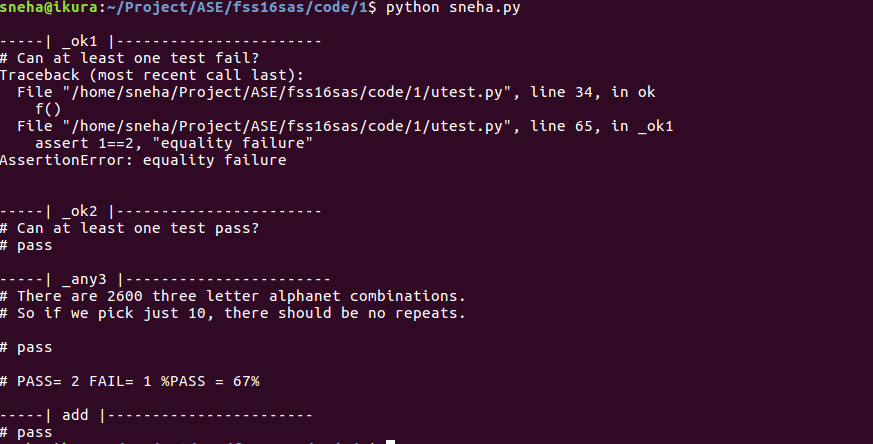 sneha@ikura:~/Project/ASE/fss16sas/code/1$ python sneha.py
-----| _ok1 |-----------------------
# Can at least one test fail?
Traceback (most recent call last):
  File "/home/sneha/Project/ASE/fss16sas/code/1/utest.py", line 34, in ok
    f()
  File "/home/sneha/Project/ASE/fss16sas/code/1/utest.py", line 65, in _ok1
    assert 1==2, "equality failure"
AssertionError: equality failure
-----| _ok2 |-----------------------
# Can at least one test pass?
# pass
-----| _any3 |-----------------------
# There are 2600 three letter alphanet combinations.
# So if we pick just 10, there should be no repeats.
# pass
# PASS= 2 FAIL= 1 %PASS = 67%
-----| add |-----------------------
# pass